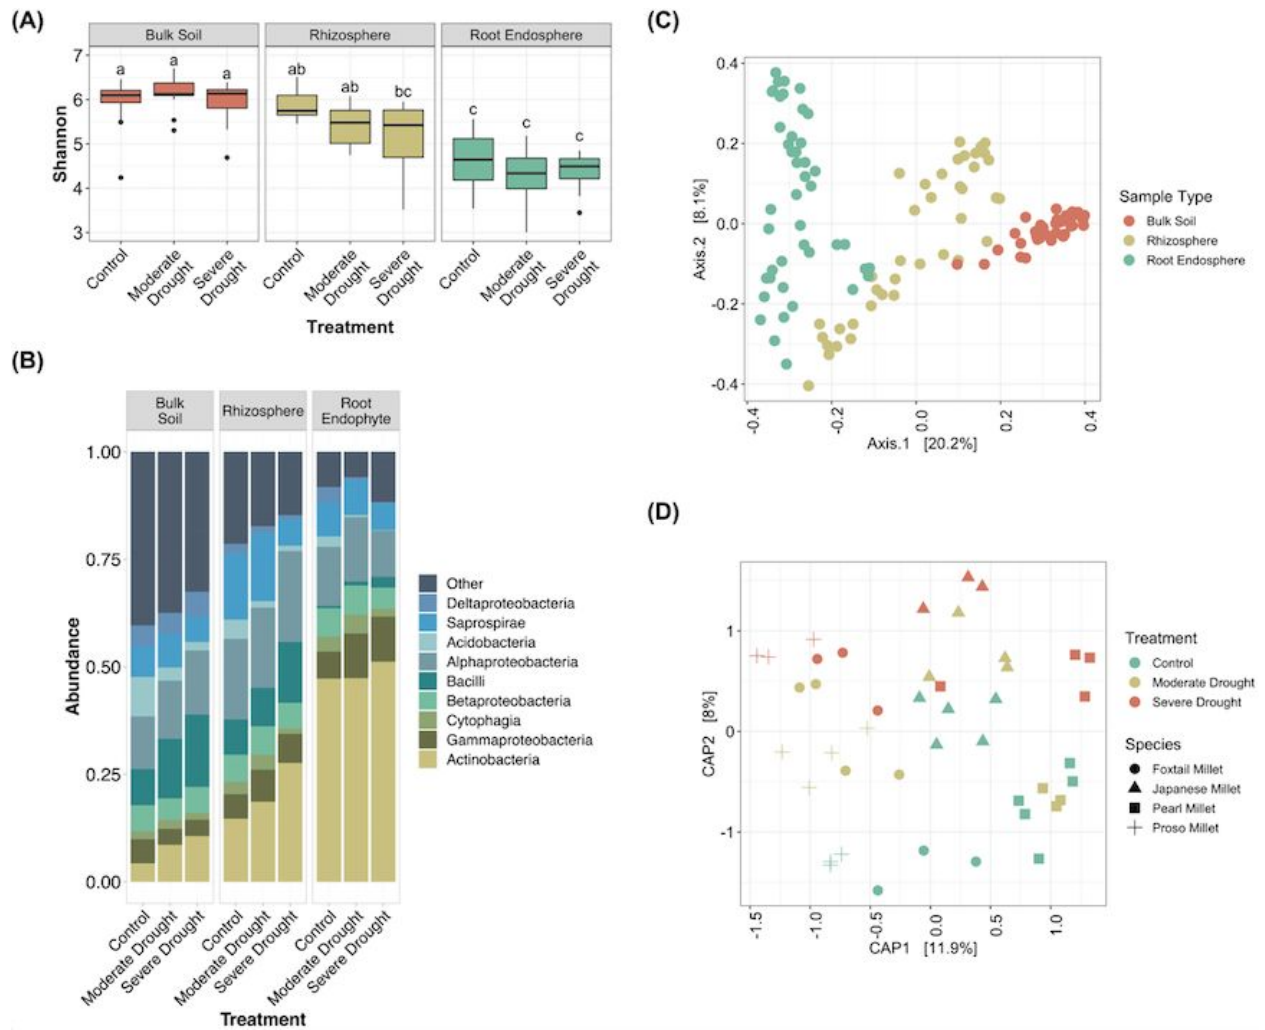 (A)
Bulk Soil Rhizosphere Root Endosphere
Shannon
7
6
5
4
3
a a a ab ab bc c c c
Control Moderate Drought Severe Drought Control Moderate Drought Severe Drought Control Moderate Drought Severe Drought
Treatment
(B)
Bulk Soil Rhizosphere Root Endophyte
Abundance
1.00
0.75
0.50
0.25
0.00
Other
Deltaproteobacteria
Saprospirae
Acidobacteria
Alphaproteobacteria
Bacilli
Betaproteobacteria
Cytophagia
Gammaproteobacteria
Actinobacteria
Control Moderate Drought Severe Drought Control Moderate Drought Severe Drought Control Moderate Drought Severe Drought
Treatment
(C)
Axis.2 [8.1%]
0.4
0.2
0.0
-0.2
-0.4
-0.4 -0.2 0.0 0.2 0.4
Axis.1 [20.2%]
Sample Type
Bulk Soil
Rhizosphere
Root Endosphere
(D)
CAP2 [8%]
1
0
-1
-1.5 -1.0 -0.5 0.0 0.5 1.0
CAP1 [11.9%]
Treatment
Control
Moderate Drought
Severe Drought
Species
Foxtail Millet
Japanese Millet
Pearl Millet
Proso Millet